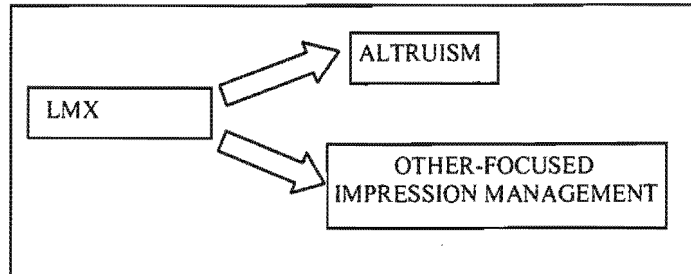 ALTRUISM
LMX
OTHER-FOCUSED
IMPRESSION MANAGEMENT